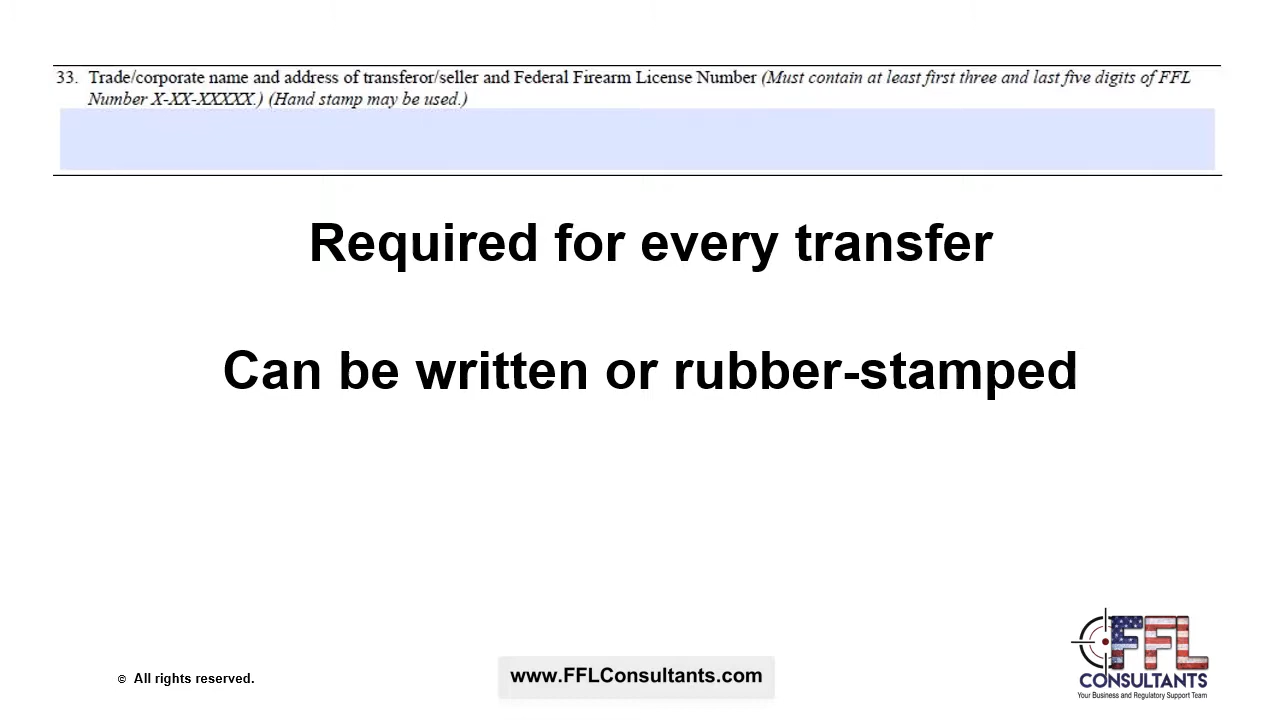 33. Trade/corporate name and address of transferor/seller and Federal Firearm License Number (Must contain at least first three and last five digits of FFL
Number X-XX-XXXXX.) (Hand stamp may be used.)
Required for every transfer
Can be written or rubber-stamped
© All rights reserved.
www.FFLConsultants.com
FFL
CONSULTANTS
Your Business and Regulatory Support Team